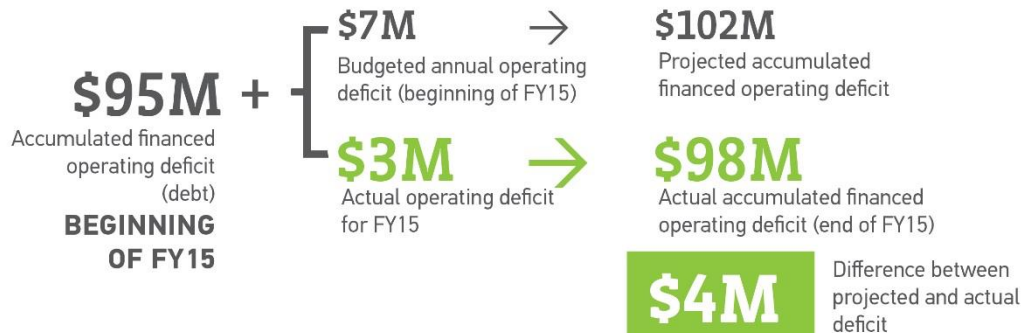 $95M +
Accumulated financed
operating deficit
(debt)
BEGINNING
OF FY15
$7M →
Budgeted annual operating
deficit (beginning of FY15)
$102M
Projected accumulated
financed operating deficit
$3M →
Actual operating deficit
for FY15
$98M
Actual accumulated financed
operating deficit (end of FY15)
$4M
Difference between
projected and actual
deficit